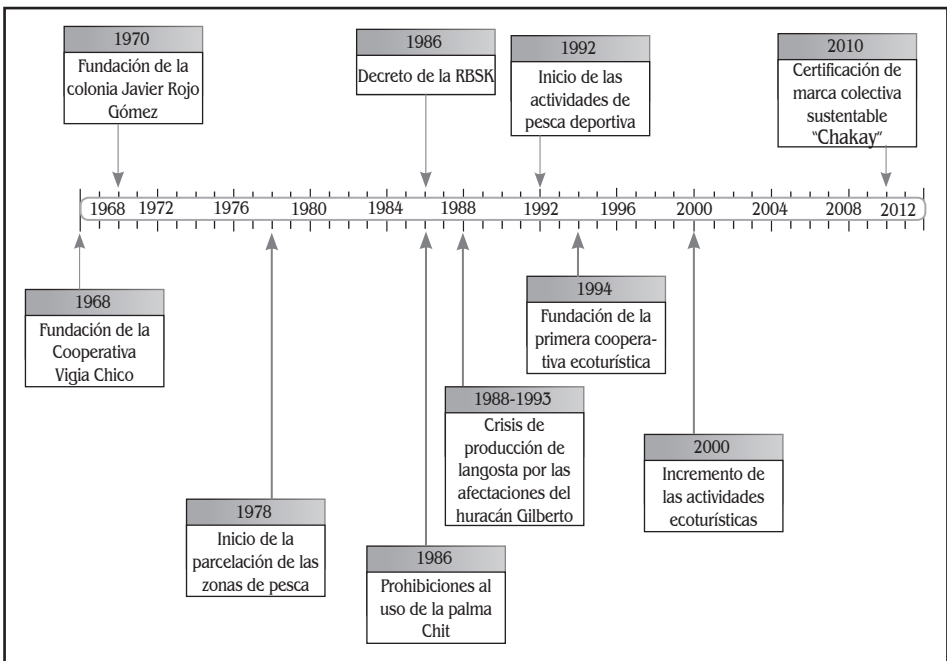 1970
Fundación de la
colonia Javier Rojo
Gómez
1986
Decreto de la RBSK
1992
Inicio de las
actividades de
pesca deportiva
2010
Certificación de
marca colectiva
sustentable
"Chakay"
1968 1972 1976 1980 1984 1988 1992 1996 2000 2004 2008 2012
1968
Fundación de la
Cooperativa
Vigia Chico
1978
Inicio de la
parcelación de las
zonas de pesca
1986
Prohibiciones al
uso de la palma
Chit
1988-1993
Crisis de
producción de
langosta por las
afectaciones del
huracán Gilberto
1994
Fundación de la
primera coopera-
tiva ecoturística
2000
Incremento de
las actividades
ecoturísticas